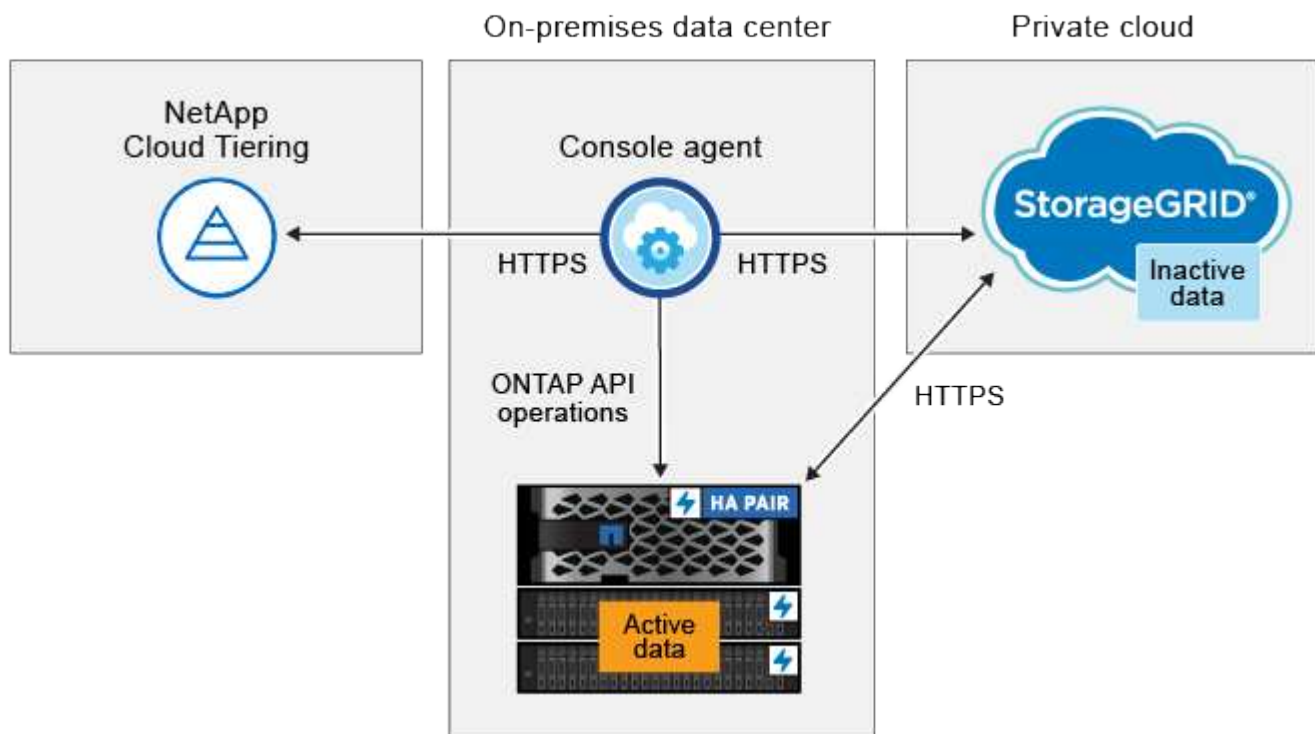 On-premises data center
Private cloud
NetApp
Cloud Tiering
Console agent
HTTPS
HTTPS
StorageGRID®
Inactive
data
ONTAP API
operations
HTTPS
HA PAIR
Active
data